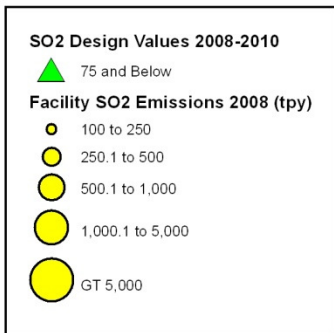 SO2 Design Values 2008-2010
75 and Below
Facility SO2 Emissions 2008 (tpy)
100 to 250
250.1 to 500
500.1 to 1,000
1,000.1 to 5,000
GT 5,000